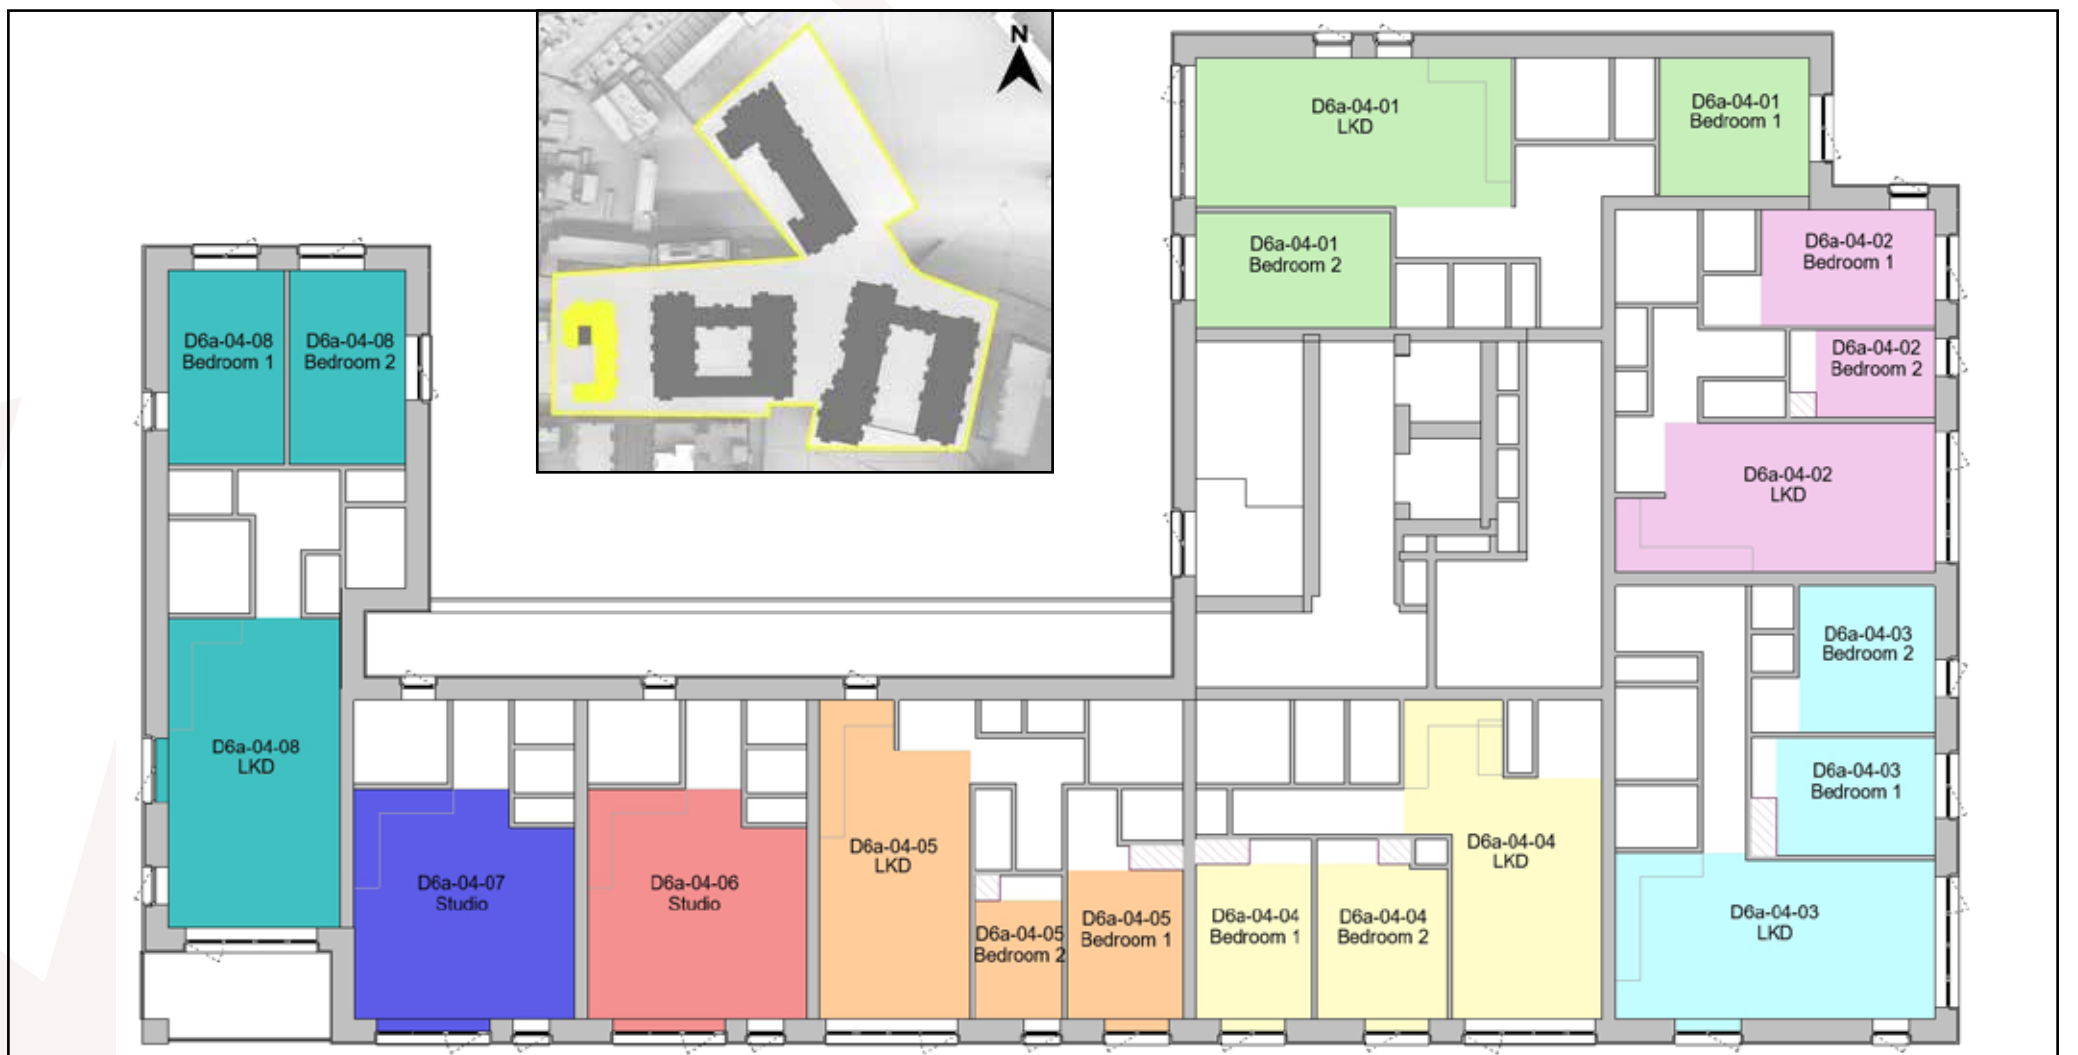 N
D6a-04-01
LKD
D6a-04-01
Bedroom 1
D6a-04-01
Bedroom 2
D6a-04-02
Bedroom 1
D6a-04-02
Bedroom 2
D6a-04-02
LKD
D6a-04-08
Bedroom 1
D6a-04-08
Bedroom 2
D6a-04-03
Bedroom 2
D6a-04-03
Bedroom 1
D6a-04-08
LKD
D6a-04-07
Studio
D6a-04-06
Studio
D6a-04-05
LKD
D6a-04-05
Bedroom 2
D6a-04-05
Bedroom 1
D6a-04-04
Bedroom 1
D6a-04-04
Bedroom 2
D6a-04-04
LKD
D6a-04-03
LKD